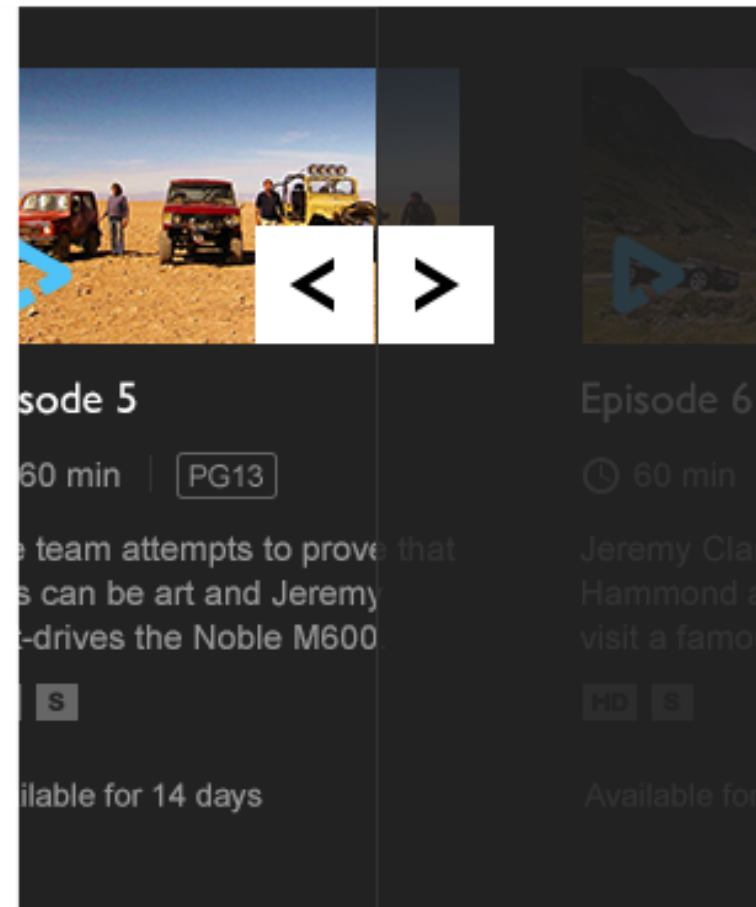 sode 5
60 min
PG13
team attempts to prove that
s can be art and Jeremy
-drives the Noble M600.
S
ilable for 14 days
Episode 6
60 min
Jeremy Cla
Hammond a
visit a famo
HD S
Available for